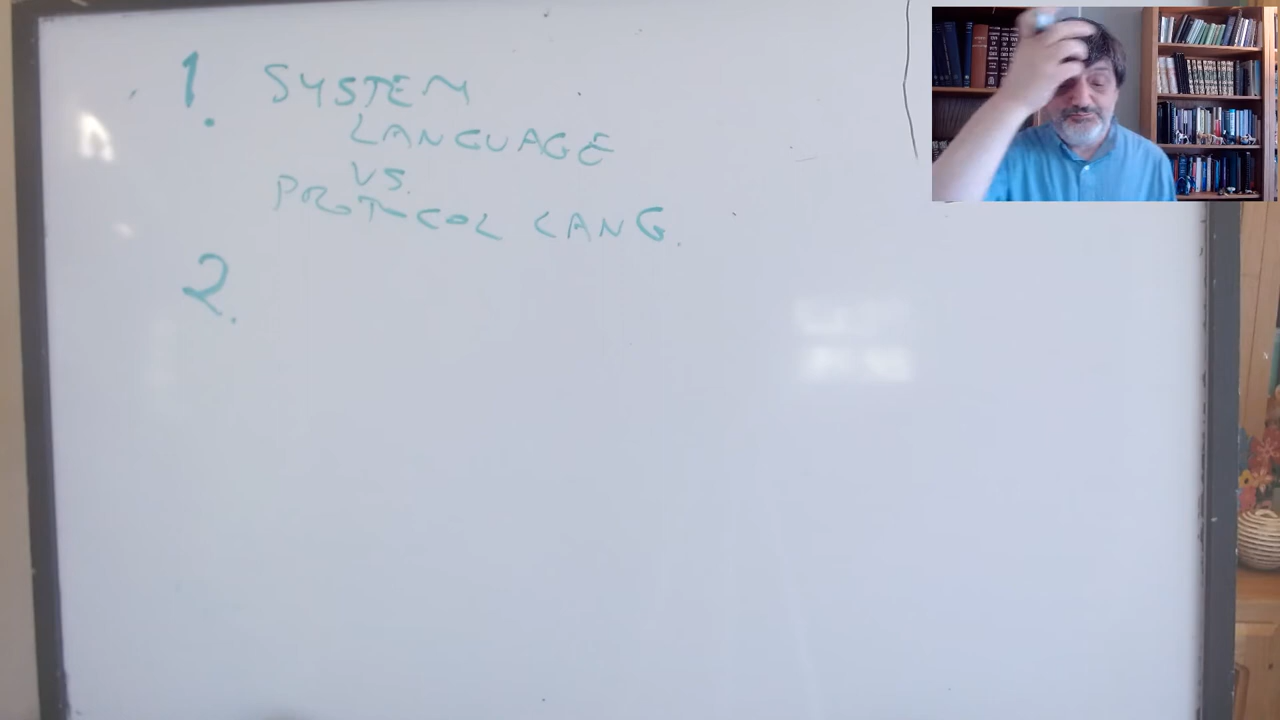 1. SYSTEM
LANGUAGE
VS.
PROTOCOL LANG.
2.